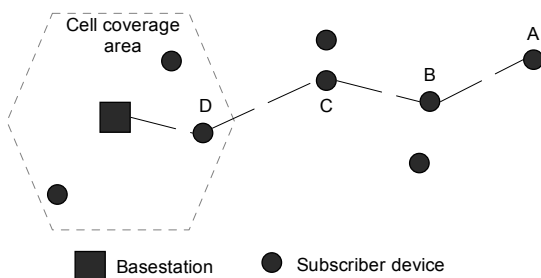 Cell coverage
area
A
B
C
D
Basestation
Subscriber device